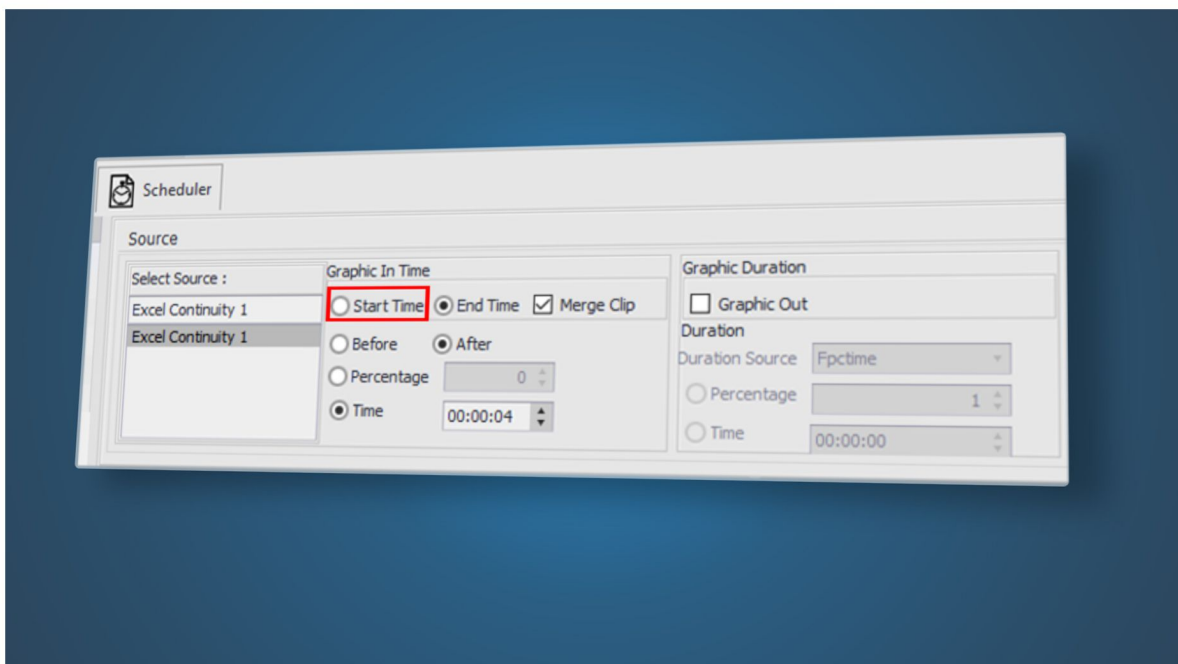 Scheduler
Source
Select Source :
Excel Continuity 1
Excel Continuity 1
Graphic In Time
Start Time End Time Merge Clip
Before After
Percentage 0
Time 00:00:04
Graphic Duration
Graphic Out
Duration
Duration Source Fpctime
Percentage 1
Time 00:00:00